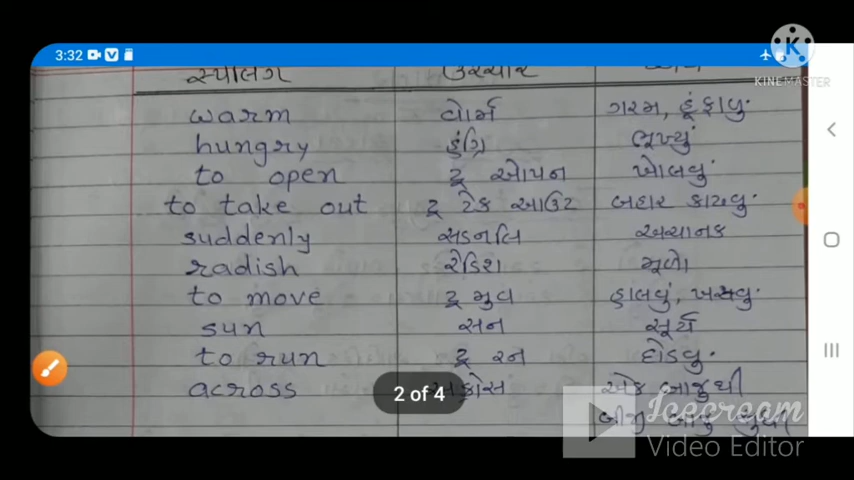 3:32
KINEMASTER
સ્પેલિંગ ઉચ્ચાર
warm વોર્મ ગરમ, હૂંફાળું
hungry હંગ્રિ ભૂખ્યું
to open ટૂ ઓપન ખોલવું
to take out ટૂ ટેક આઉટ બહાર કાઢવું
suddenly સડનલિ અચાનક
radish રેડિશ મૂળો
to move ટૂ મુવ હાલવું, ખસવું
sun સન સૂર્ય
to run ટૂ રન દોડવું
across અક્રોસ એક બાજુથી
બીજી બાજુ સુધી
2 of 4
Icecream
Video Editor